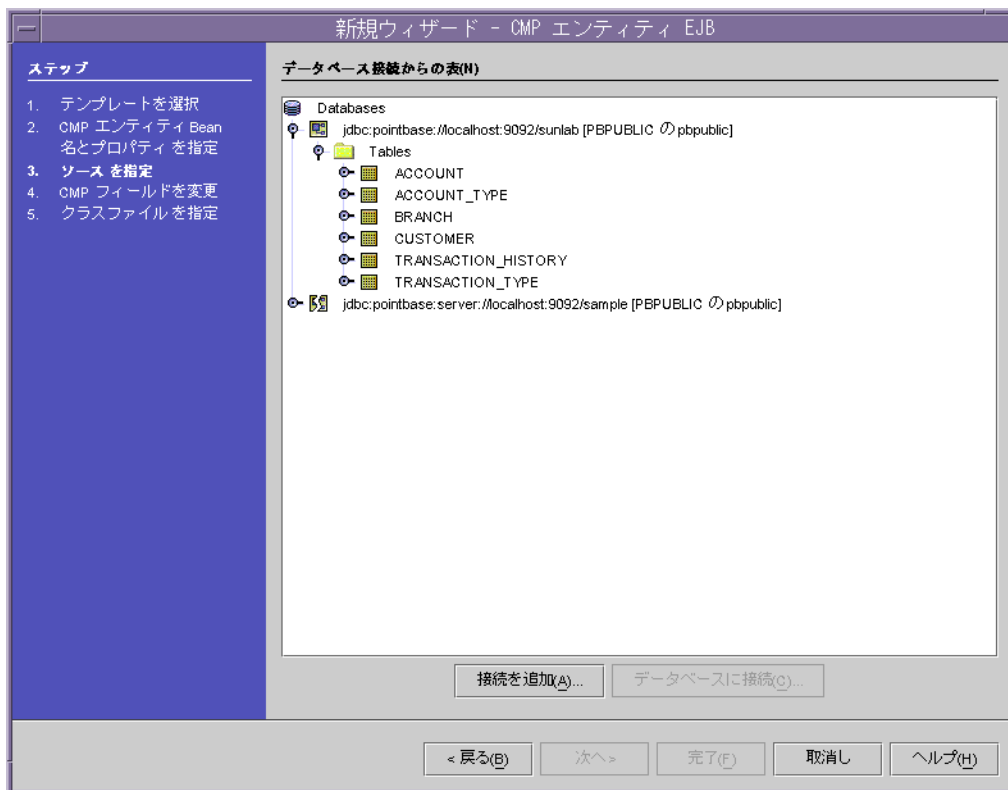 新規ウィザード - CMP エンティティ EJB
ステップ
1. テンプレートを選択
2. CMP エンティティ Bean
名とプロパティ を指定
3. ソース を指定
4. CMP フィールドを変更
5. クラスファイル を指定
データベース接続からの表(N)
Databases
jdbc:pointbase://localhost:9092/sunlab [PBPUBLIC の pbpublic]
Tables
ACCOUNT
ACCOUNT_TYPE
BRANCH
CUSTOMER
TRANSACTION_HISTORY
TRANSACTION_TYPE
jdbc:pointbase:server://localhost:9092/sample [PBPUBLIC の pbpublic]
接続を追加(A)... データベースに接続(C)...
< 戻る(B) 次へ > 完了(F) 取消し ヘルプ(H)